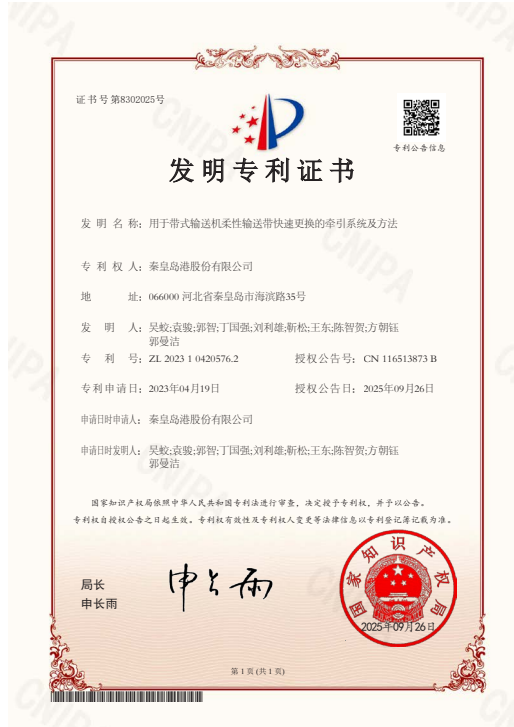 证书号第8302025号
专利公告信息
发明专利证书
发明名称：用于带式输送机柔性输送带快速更换的牵引系统及方法
专利权人：秦皇岛港股份有限公司
地址：066000 河北省秦皇岛市海滨路35号
发明人：吴蛟;袁骏;郭智;丁国强;刘利雄;靳松;王东;陈智贺;方朝钰
郭曼洁
专利号：ZL 2023 1 0420576.2 授权公告号：CN 116513873 B
专利申请日：2023年04月19日 授权公告日：2025年09月26日
申请日时申请人：秦皇岛港股份有限公司
申请日时发明人：吴蛟;袁骏;郭智;丁国强;刘利雄;靳松;王东;陈智贺;方朝钰
郭曼洁
国家知识产权局依照中华人民共和国专利法进行审查，决定授予专利权，并予以公告。
专利权自授权公告之日起生效。专利权有效性及专利权人变更等法律信息以专利登记簿记载为准。
局长
申长雨
申长雨
国家知识产权局
2025年09月26日
第 1 页 (共 1 页)
CNIPA